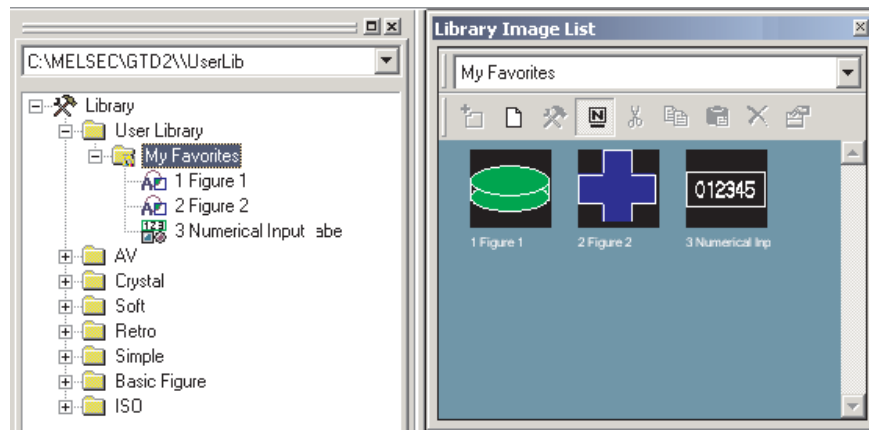 C:\MELSEC\GTD2\\UserLib
Library
User Library
My Favorites
1 Figure 1
2 Figure 2
3 Numerical Input abe
AV
Crystal
Soft
Retro
Simple
Basic Figure
ISO
Library Image List
My Favorites
N
012345
1 Figure 1
2 Figure 2
3 Numerical Inp